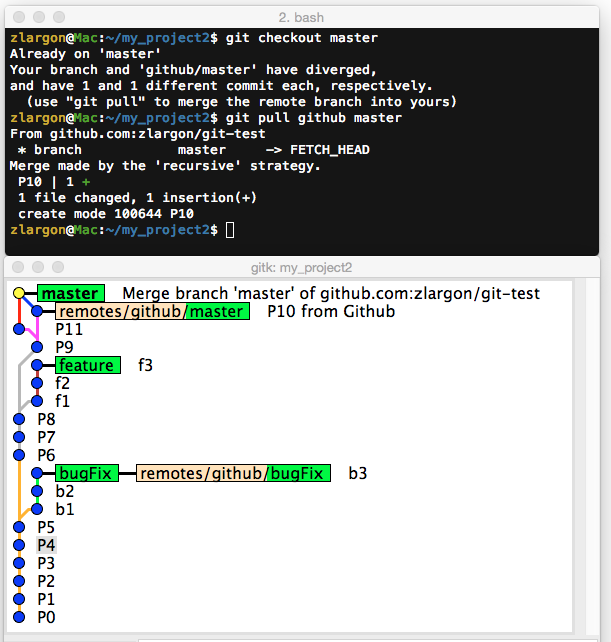 2. bash
zlargon@Mac:~/my_project2$ git checkout master
Already on 'master'
Your branch and 'github/master' have diverged,
and have 1 and 1 different commit each, respectively.
(use "git pull" to merge the remote branch into yours)
zlargon@Mac:~/my_project2$ git pull github master
From github.com:zlargon/git-test
* branch master -> FETCH_HEAD
Merge made by the 'recursive' strategy.
P10 | 1 +
1 file changed, 1 insertion(+)
create mode 100644 P10
zlargon@Mac:~/my_project2$
gitk: my_project2
master Merge branch 'master' of github.com:zlargon/git-test
remotes/github/master P10 from Github
P11
P9
feature f3
f2
f1
P8
P7
P6
bugFix remotes/github/bugFix b3
b2
b1
P5
P4
P3
P2
P1
P0